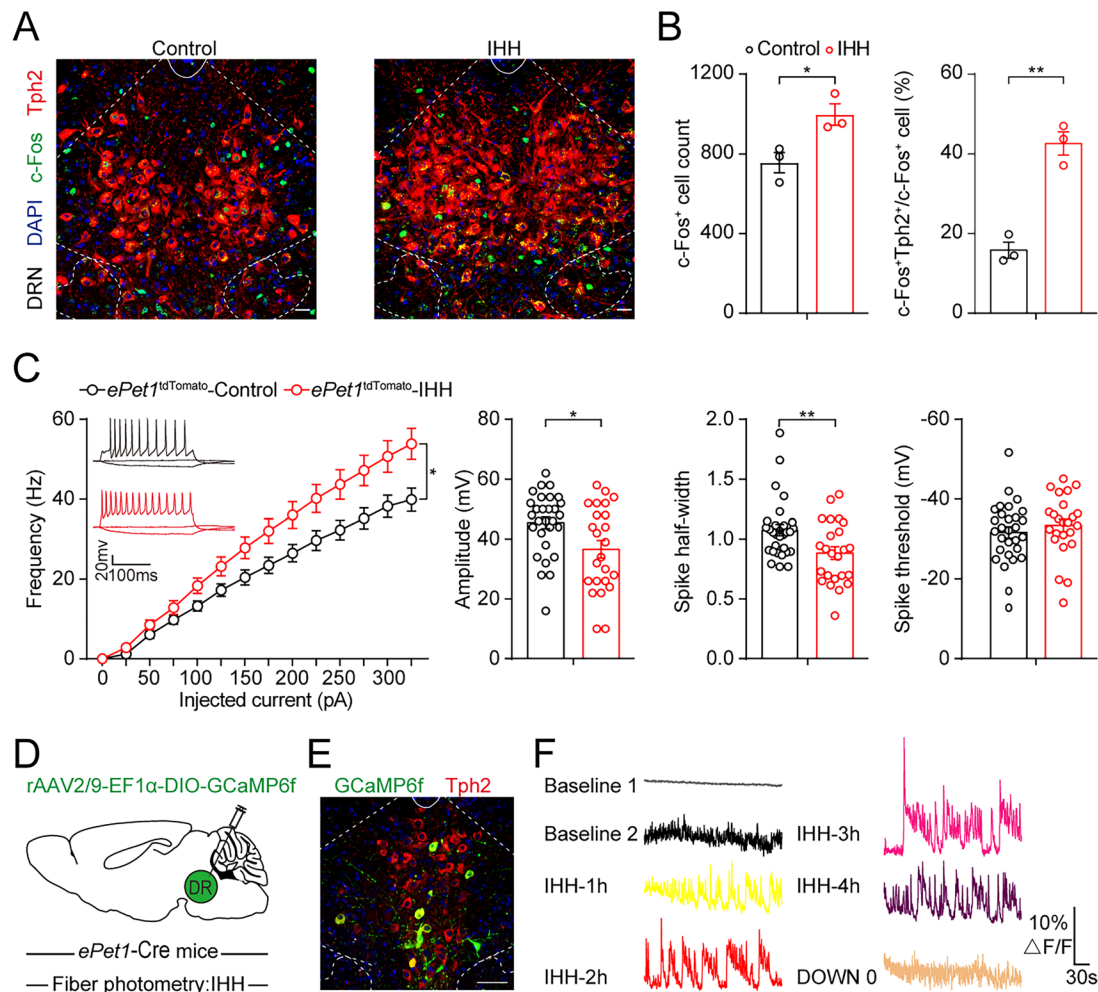 A
Control
IHH
DRN DAPI c-Fos Tph2
B
Control IHH
1200
800
400
0
c-Fos⁺ cell count
*
60
40
20
0
c-Fos⁺Tph2⁺/c-Fos⁺ cell (%)
**
C
ePet1tdTomato-Control ePet1tdTomato-IHH
60
40
20
0
Frequency (Hz)
20mv
100ms
*
0 50 100 150 200 250 300
Injected current (pA)
80
60
40
20
0
Amplitude (mV)
*
2.0
1.5
1.0
0.5
0.0
Spike half-width
**
-60
-40
-20
0
Spike threshold (mV)
D
rAAV2/9-EF1α-DIO-GCaMP6f
DR
ePet1-Cre mice
Fiber photometry:IHH
E
GCaMP6f Tph2
F
Baseline 1
Baseline 2
IHH-1h
IHH-2h
IHH-3h
IHH-4h
DOWN 0
10%
△F/F
30s